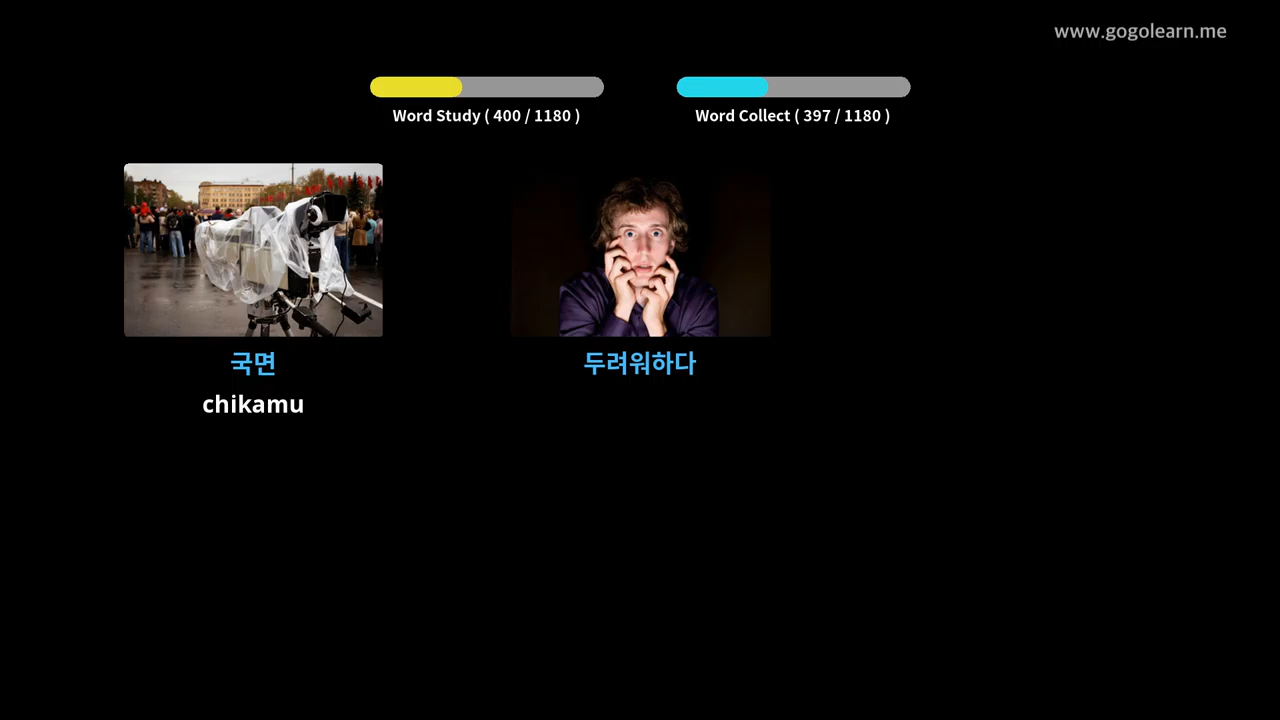 www.gogolearn.me
Word Study ( 400 / 1180 )
Word Collect ( 397 / 1180 )
국면
두려워하다
chikamu